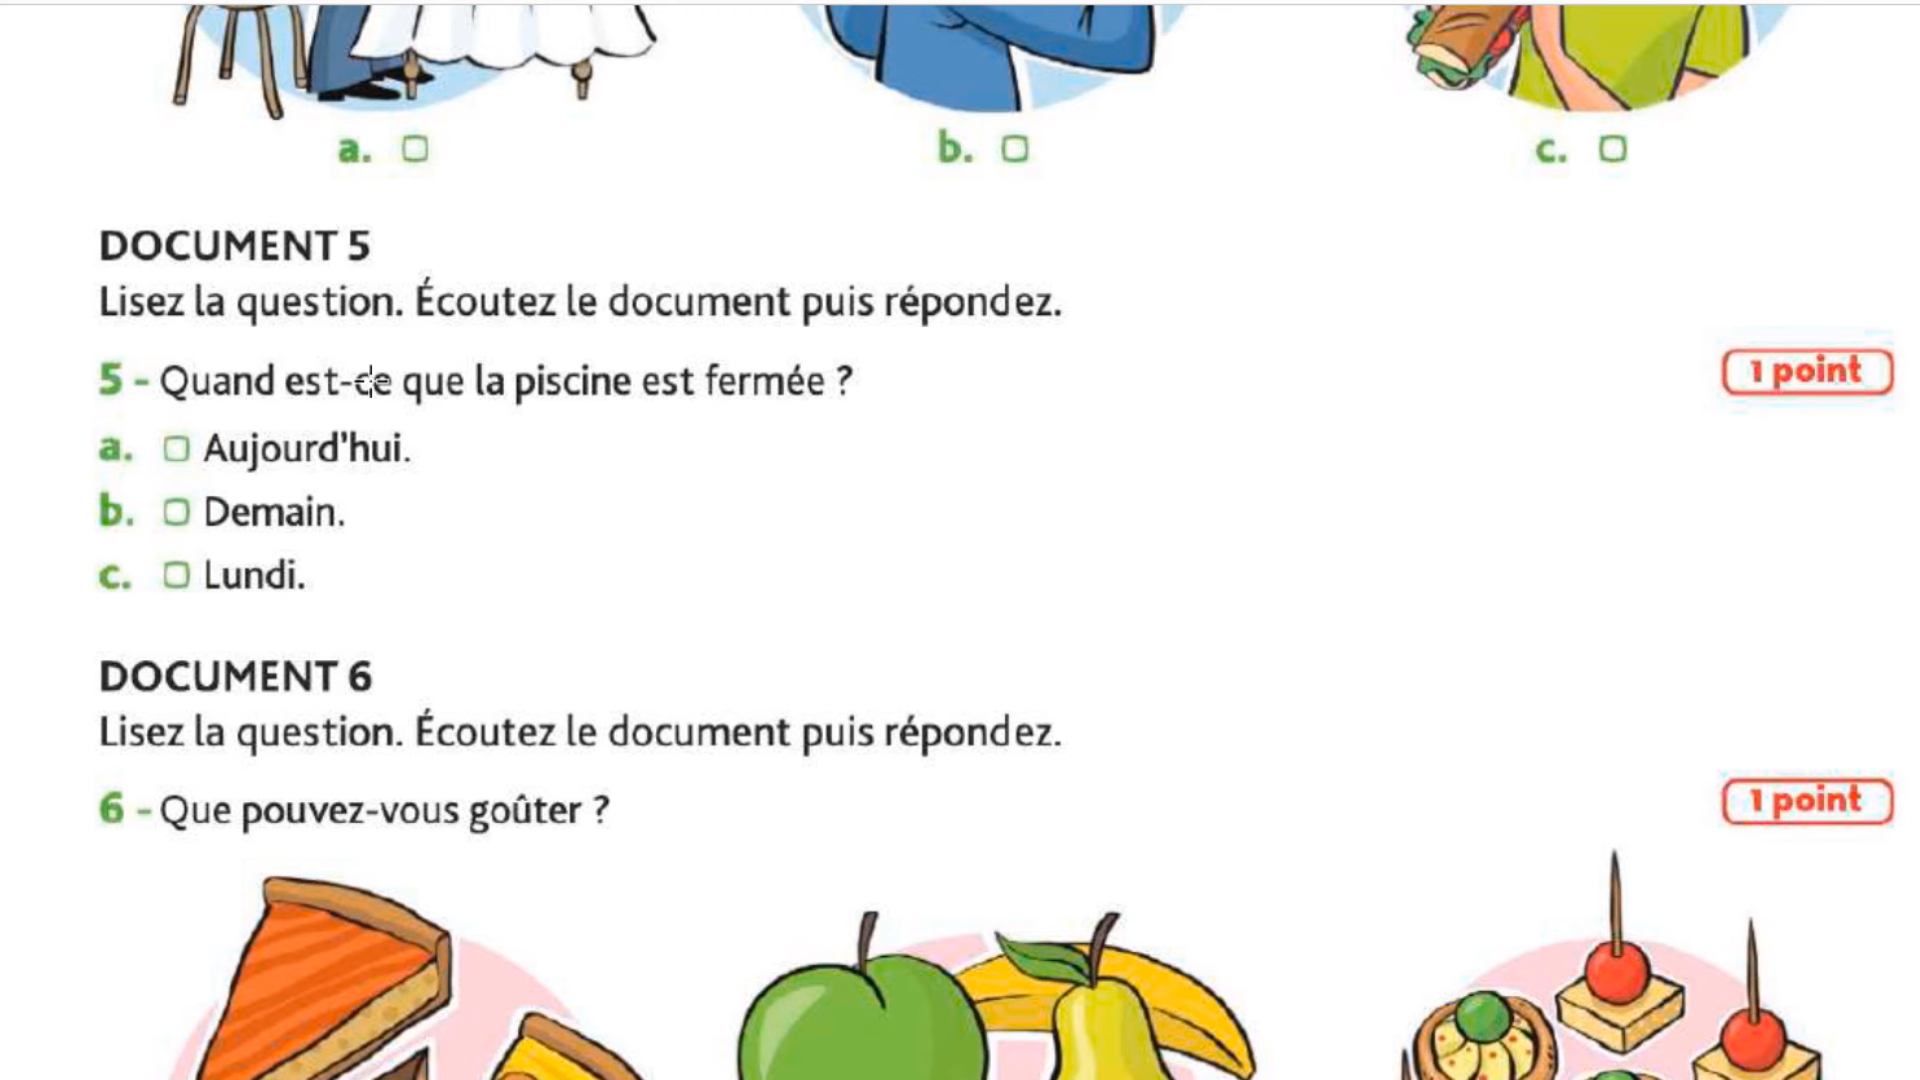 a.
b.
c.
DOCUMENT 5
Lisez la question. Écoutez le document puis répondez.
5 - Quand est-ce que la piscine est fermée ?
1 point
a. Aujourd'hui.
b. Demain.
c. Lundi.
DOCUMENT 6
Lisez la question. Écoutez le document puis répondez.
6 - Que pouvez-vous goûter ?
1 point